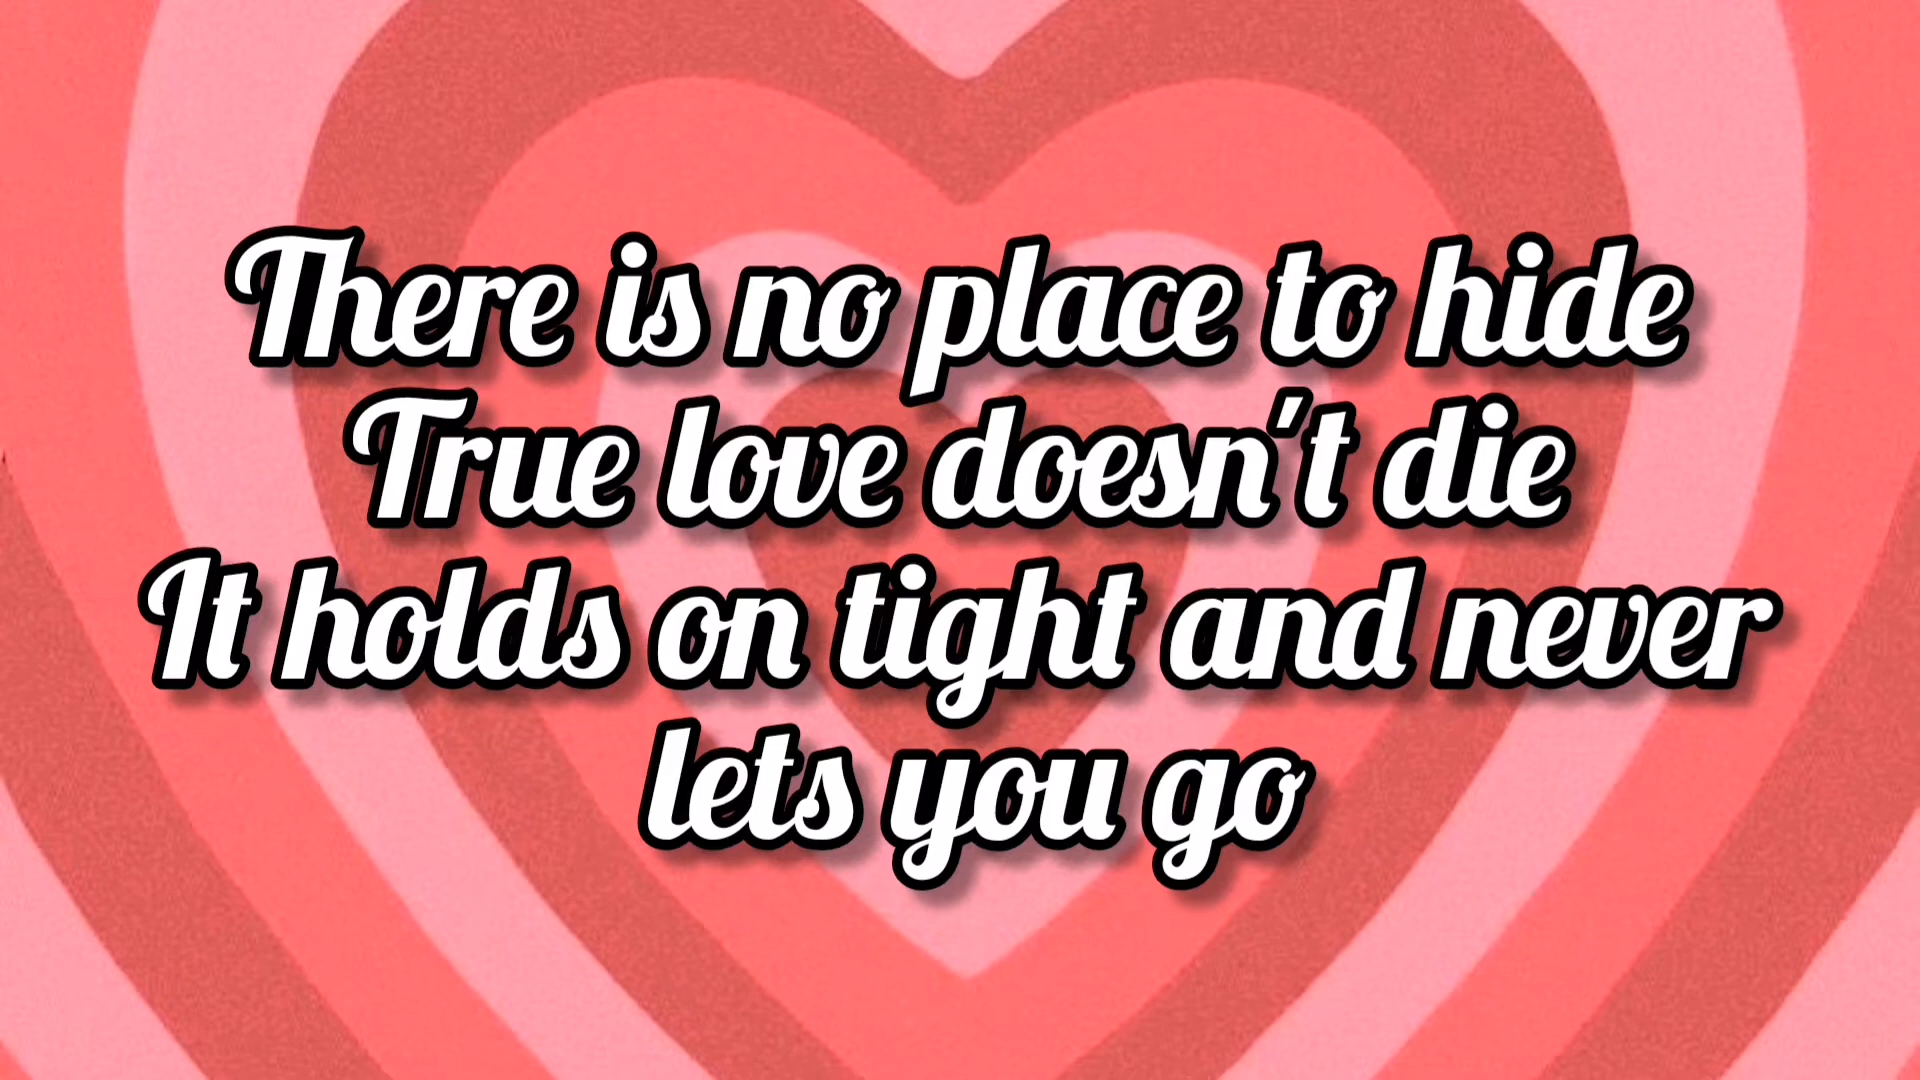 There is no place to hide
True love doesn't die
It holds on tight and never
lets you go